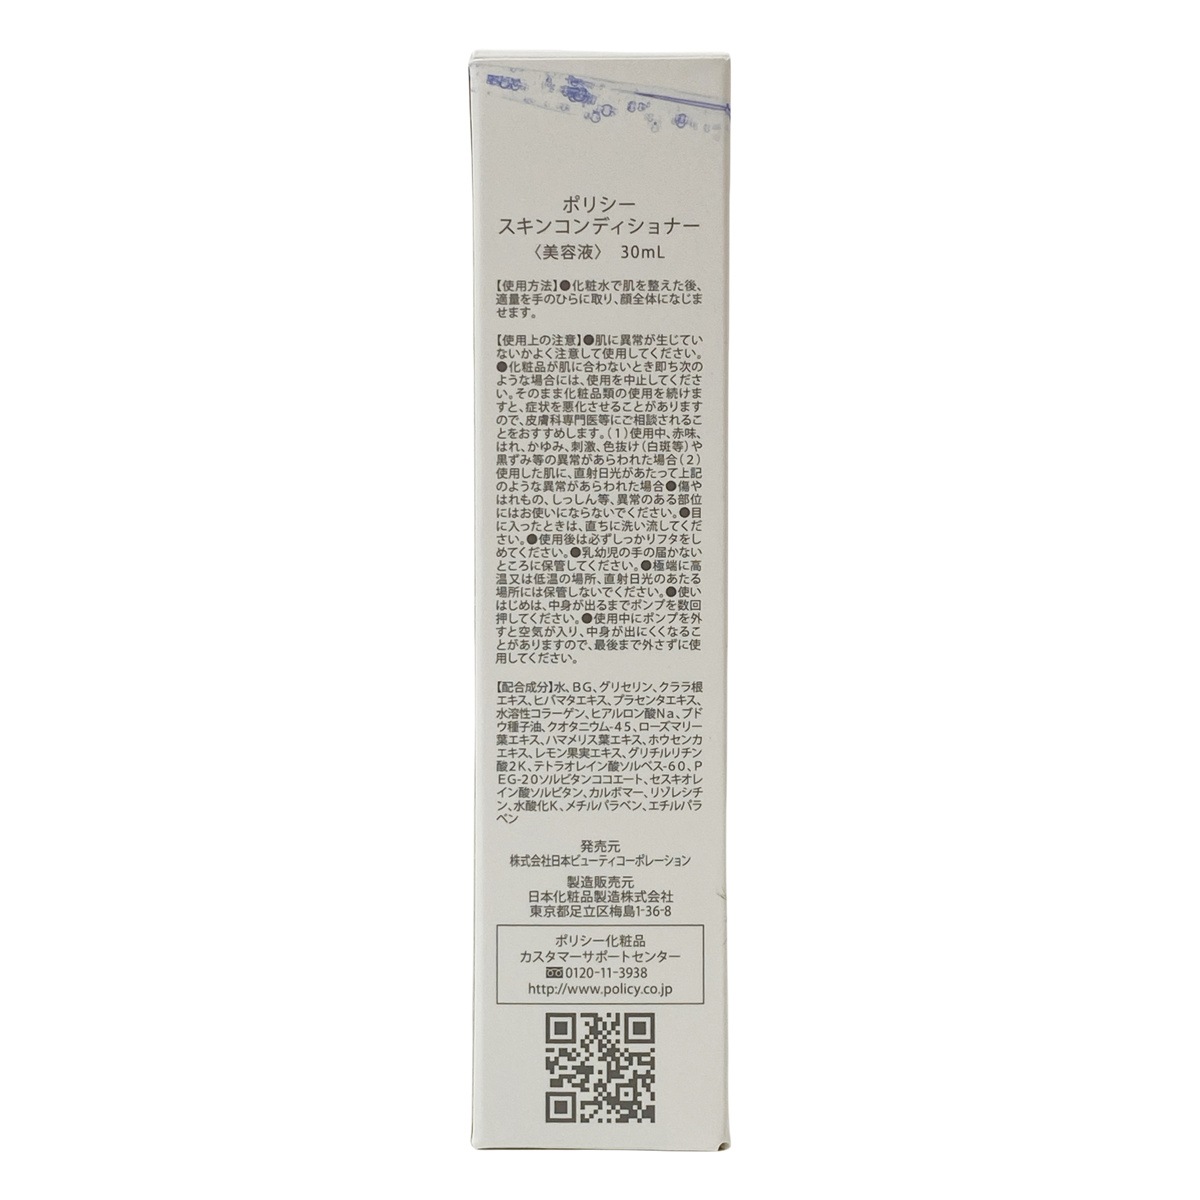 ポリシー
スキンコンディショナー
〈美容液〉 30mL
【使用方法】●化粧水で肌を整えた後、
適量を手のひらに取り、顔全体になじま
せます。
【使用上の注意】●肌に異常が生じてい
ないかよく注意して使用してください。
●化粧品が肌に合わないとき即ち次の
ような場合には、使用を中止してくださ
い。そのまま化粧品類の使用を続けま
すと、症状を悪化させることがあります
ので、皮膚科専門医等にご相談されるこ
とをおすすめします。(1)使用中、赤味、
はれ、かゆみ、刺激、色抜け(白斑等)や
黒ずみ等の異常があらわれた場合(2)
使用した肌に、直射日光があたって上記
のような異常があらわれた場合●傷や
はれもの、しっしん等、異常のある部位
にはお使いにならないでください。●目
に入ったときは、直ちに洗い流してくだ
さい。●使用後は必ずしっかりフタをし
めてください。●乳幼児の手の届かない
ところに保管してください。●極端に高
温又は低温の場所、直射日光のあたる
場所には保管しないでください。●使い
はじめは、中身が出るまでポンプを数回
押してください。●使用中にポンプを外
すと空気が入り、中身が出にくくなるこ
とがありますので、最後まで外さずに使
用してください。
【配合成分】水、BG、グリセリン、クララ根
エキス、ヒバマタエキス、プラセンタエキス、
水溶性コラーゲン、ヒアルロン酸Na、ブド
ウ種子油、クオタニウム-45、ローズマリー
葉エキス、ハマメリス葉エキス、ホウセンカ
エキス、レモン果実エキス、グリチルリチン
酸2K、テトラオレイン酸ソルベス-60、P
EG-20ソルビタンココエート、セスキオレ
イン酸ソルビタン、カルボマー、リゾレシチ
ン、水酸化K、メチルパラベン、エチルパラ
ベン
発売元
株式会社日本ビューティコーポレーション
製造販売元
日本化粧品製造株式会社
東京都足立区梅島1-36-8
ポリシー化粧品
カスタマーサポートセンター
0120-11-3938
http://www.policy.co.jp